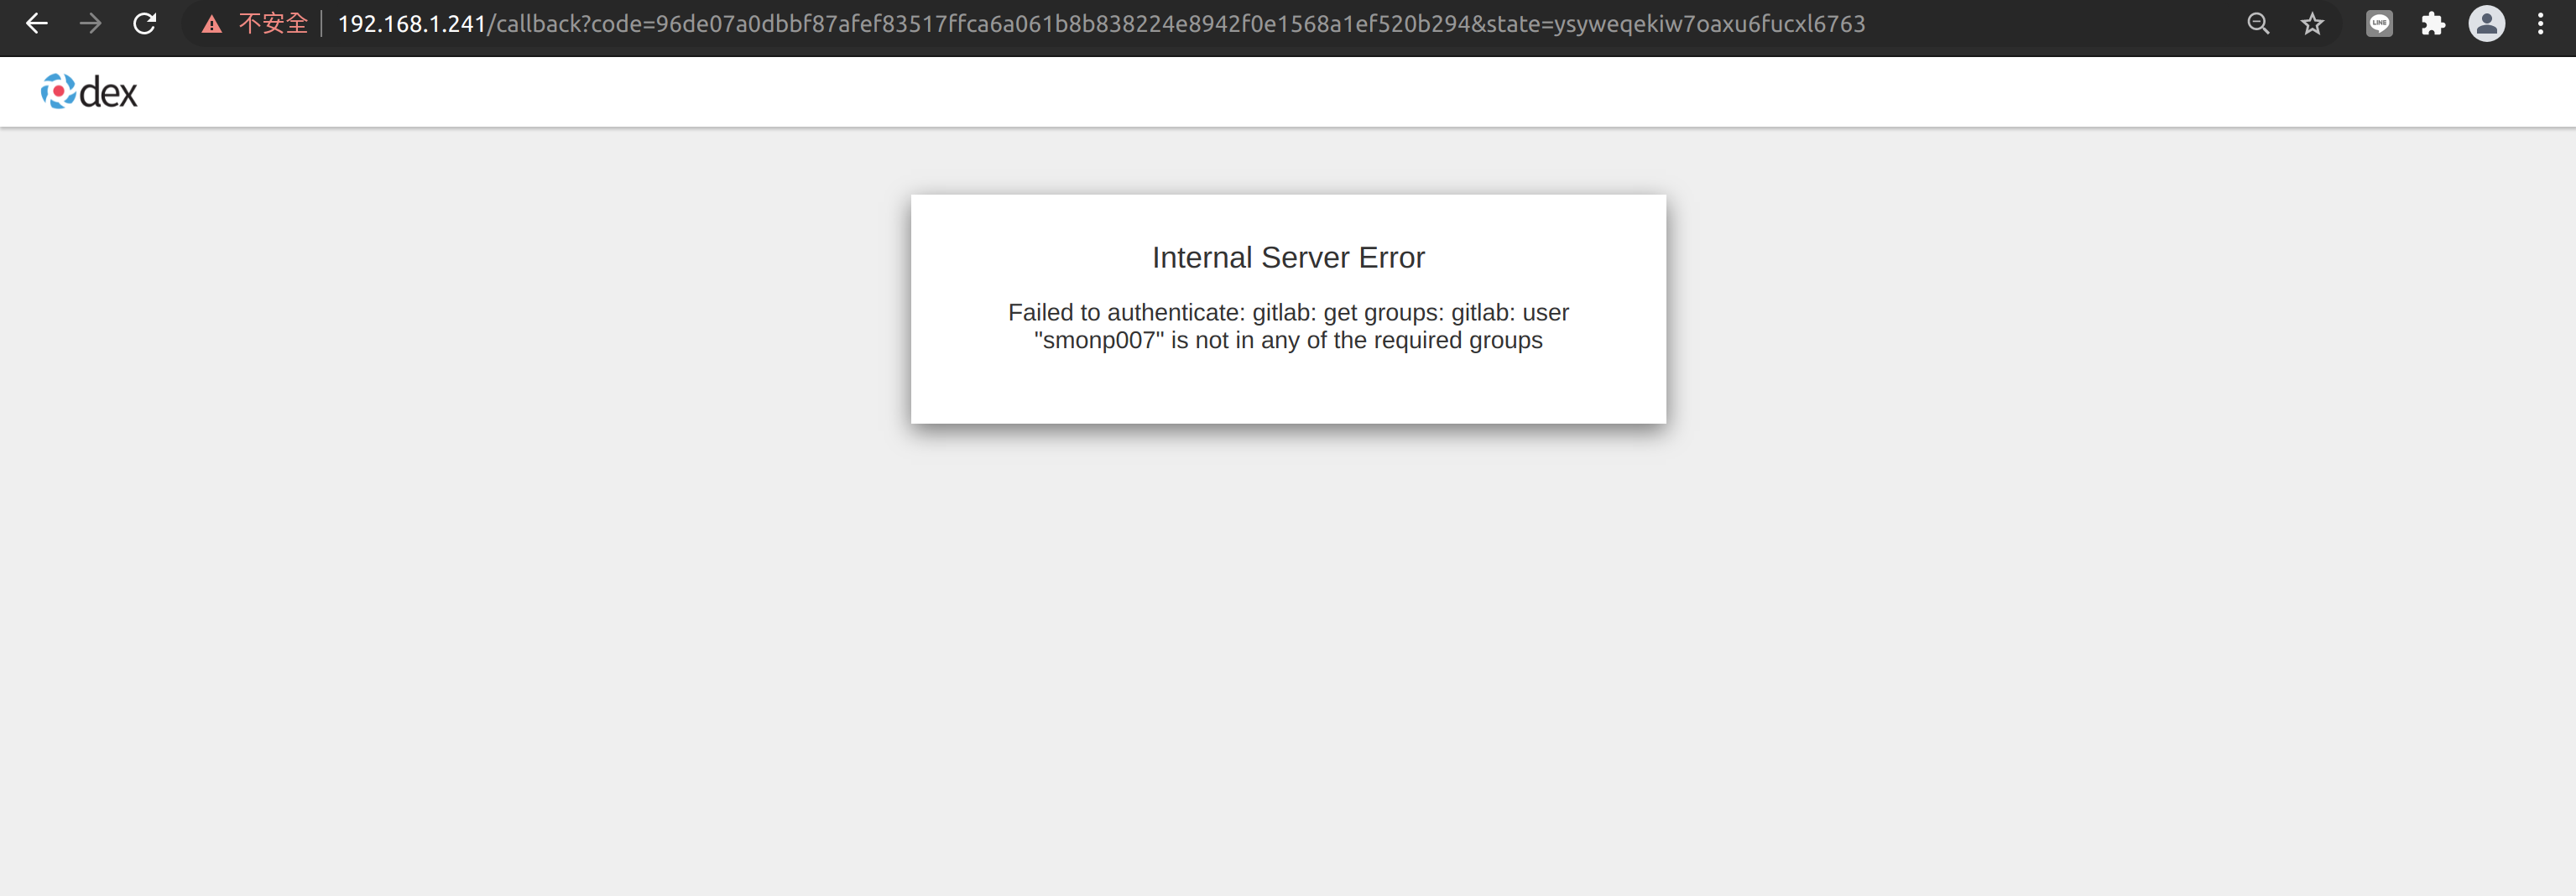 不安全 192.168.1.241/callback?code=96de07a0dbbf87afef83517ffca6a061b8b838224e8942f0e1568a1ef520b294&state=ysyweqekiw7oaxu6fucxl6763
LINE
dex
Internal Server Error
Failed to authenticate: gitlab: get groups: gitlab: user
"smonp007" is not in any of the required groups